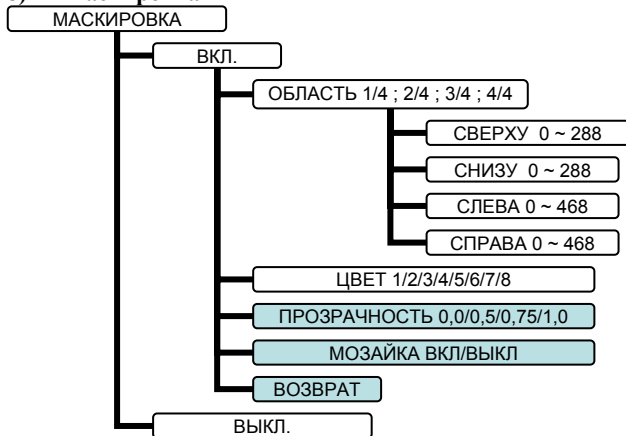 МАСКИРОВКА
ВКЛ.
ОБЛАСТЬ 1/4 ; 2/4 ; 3/4 ; 4/4
СВЕРХУ 0 ~ 288
СНИЗУ 0 ~ 288
СЛЕВА 0 ~ 468
СПРАВА 0 ~ 468
ЦВЕТ 1/2/3/4/5/6/7/8
ПРОЗРАЧНОСТЬ 0,0/0,5/0,75/1,0
МОЗАЙКА ВКЛ/ВЫКЛ
ВОЗВРАТ
ВЫКЛ.